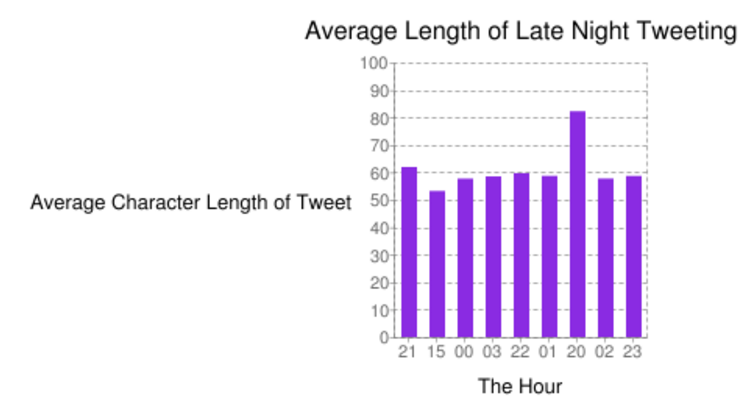 Average Length of Late Night Tweeting
100
90
80
70
60
50
40
30
20
10
0
Average Character Length of Tweet
21 15 00 03 22 01 20 02 23
The Hour